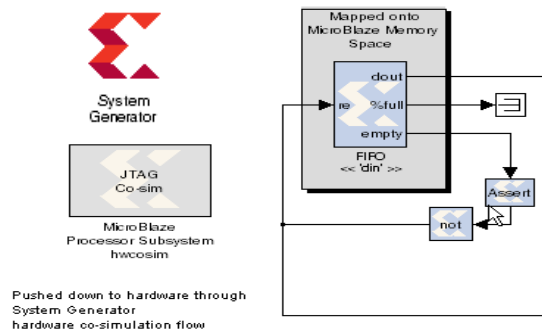 System
Generator
JTAG
Co-sim
MicroBlaze
Processor Subsystem
hwcosim
Pushed down to hardware through
System Generator
hardware co-simulation flow
Mapped onto
MicroBlaze Memory
Space
dout
re %full
empty
FIFO
<< 'din' >>
Assert
not